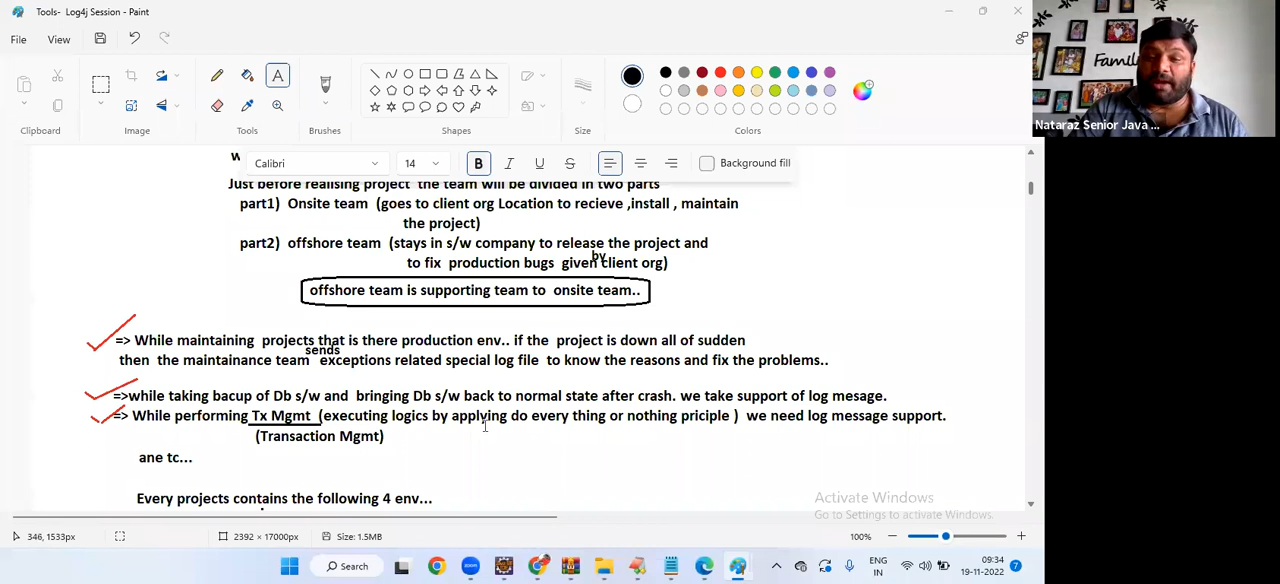 Tools- Log4j Session - Paint
File View
Clipboard Image Tools Brushes Shapes Size Colors
Famil
Nataraz Senior Java ...
Calibri 14 B I U S Background fill
w
Just before realising project the team will be divided in two parts
part1) Onsite team (goes to client org Location to recieve ,install , maintain
the project)
part2) offshore team (stays in s/w company to release the project and
by
to fix production bugs given client org)
offshore team is supporting team to onsite team..
=> While maintaining projects that is there production env.. if the project is down all of sudden
sends
then the maintainance team exceptions related special log file to know the reasons and fix the problems..
=>while taking bacup of Db s/w and bringing Db s/w back to normal state after crash. we take support of log mesage.
=> While performing Tx Mgmt (executing logics by applying do every thing or nothing priciple ) we need log message support.
(Transaction Mgmt)
ane tc...
Every projects contains the following 4 env...
Activate Windows
Go to Settings to activate Windows.
346, 1533px 2392 × 17000px Size: 1.5MB 100%
Search
ENG
IN
09:34
19-11-2022
7